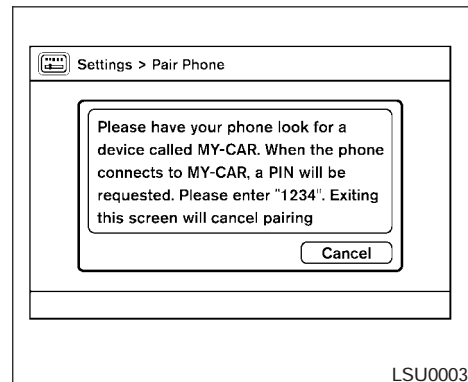 Settings > Pair Phone
Please have your phone look for a
device called MY-CAR. When the phone
connects to MY-CAR, a PIN will be
requested. Please enter "1234". Exiting
this screen will cancel pairing
Cancel
LSU0003